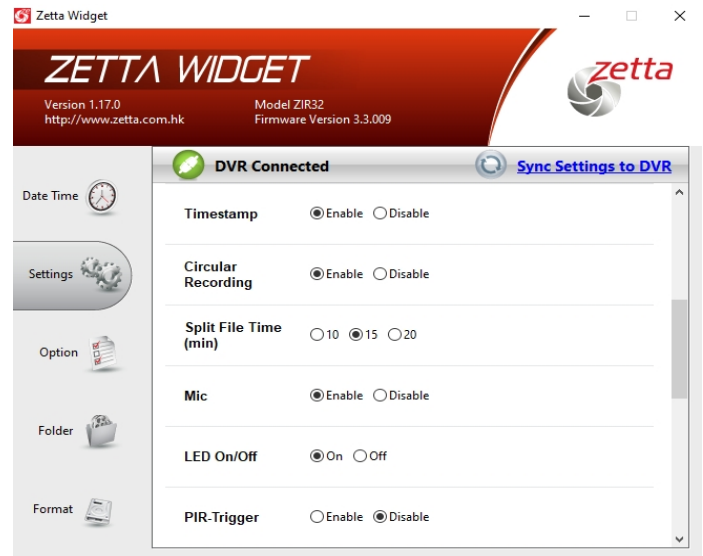 Zetta Widget
ZETTA WIDGET
zetta
Version 1.17.0 Model ZIR32
http://www.zetta.com.hk Firmware Version 3.3.009
DVR Connected Sync Settings to DVR
Date Time
Settings
Option
Folder
Format
Timestamp Enable Disable
Circular
Recording Enable Disable
Split File Time
(min) 10 15 20
Mic Enable Disable
LED On/Off On Off
PIR-Trigger Enable Disable